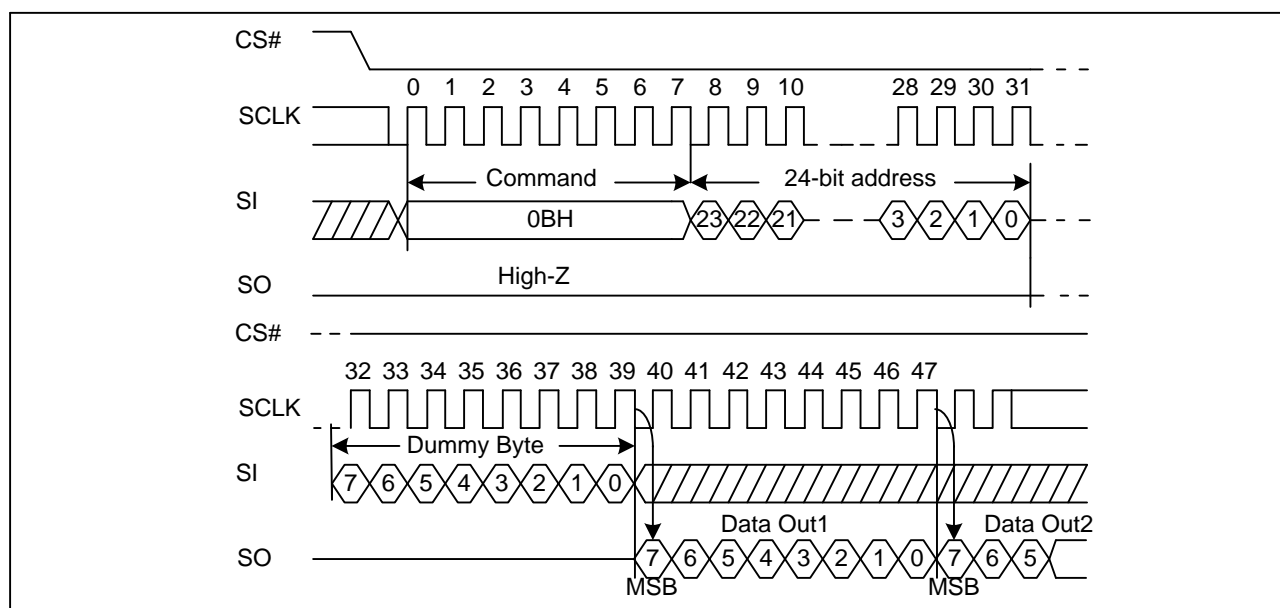 CS#
0 1 2 3 4 5 6 7 8 9 10 28 29 30 31
SCLK
Command 24-bit address
SI
0BH 23 22 21 3 2 1 0
High-Z
SO
CS#
32 33 34 35 36 37 38 39 40 41 42 43 44 45 46 47
SCLK
Dummy Byte
SI
7 6 5 4 3 2 1 0
Data Out1 Data Out2
SO
7 6 5 4 3 2 1 0 7 6 5
MSB MSB